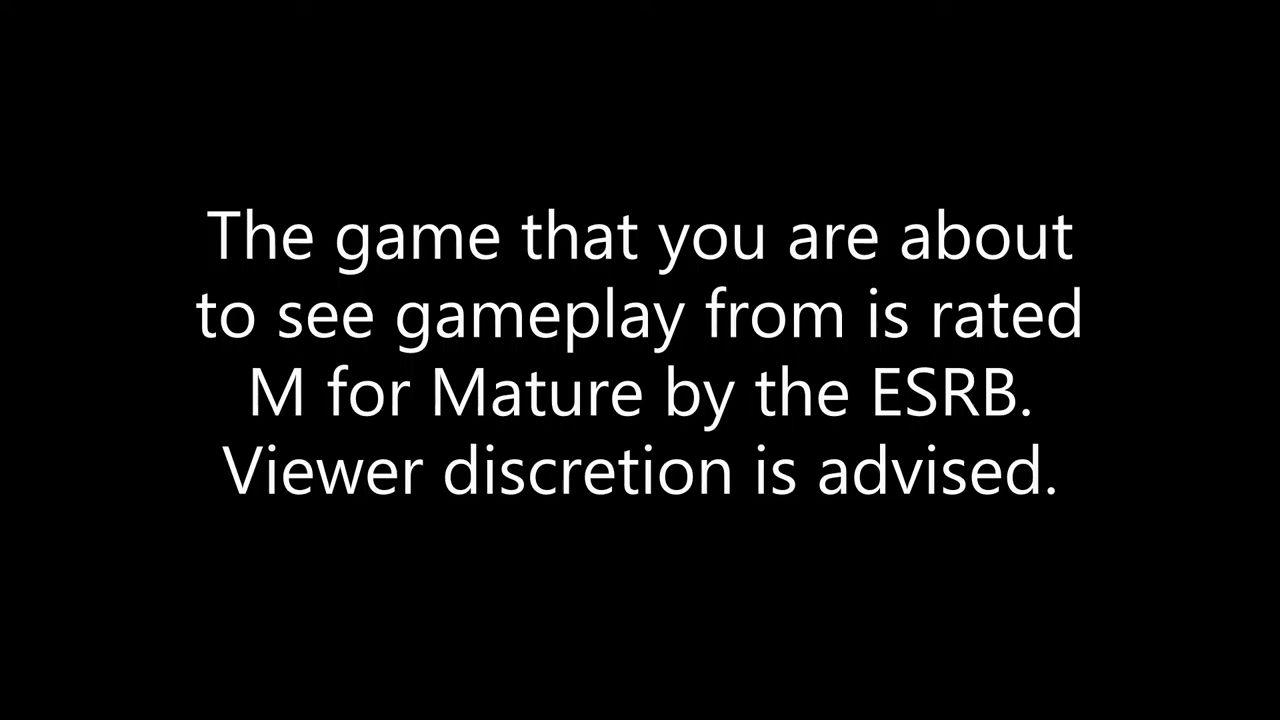 The game that you are about
to see gameplay from is rated
M for Mature by the ESRB.
Viewer discretion is advised.